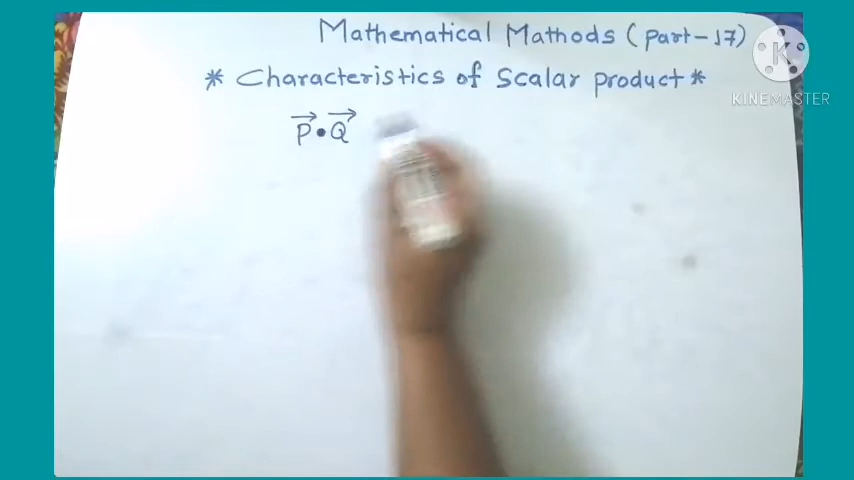 Mathematical Mathods (part-17)
* Characteristics of Scalar product *
K
KINEMASTER
P⃗ • Q⃗